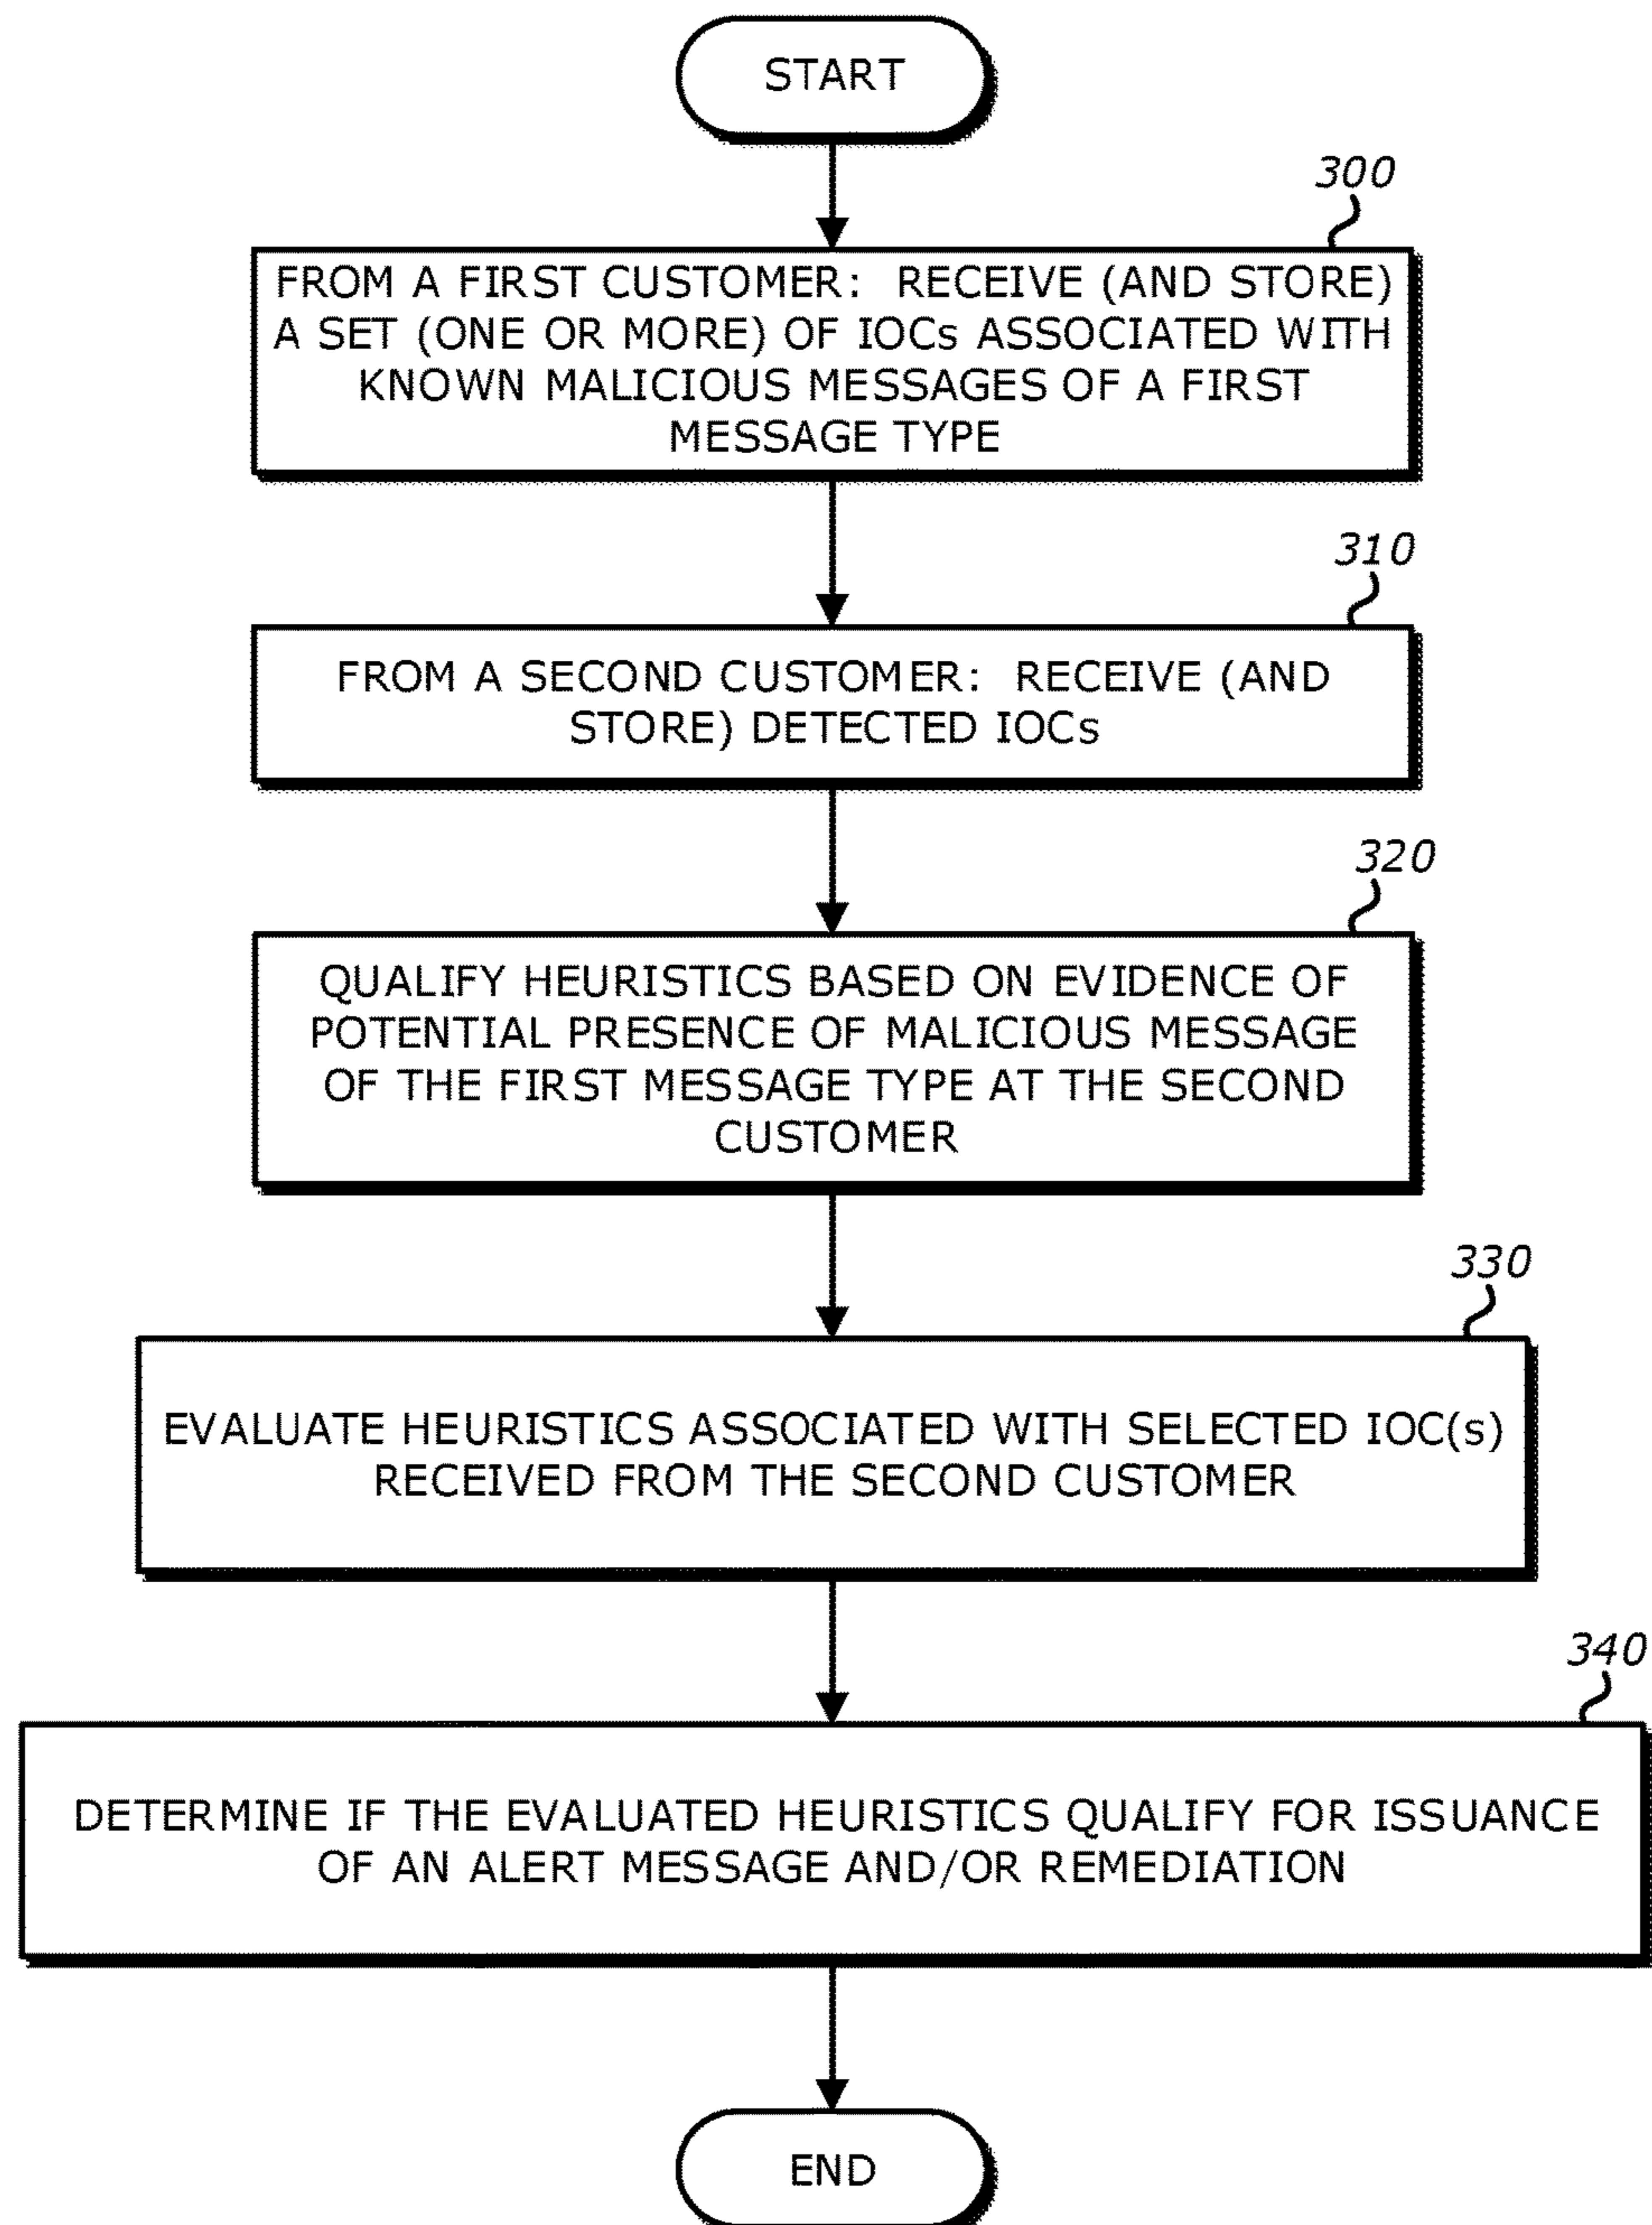 START
300
FROM A FIRST CUSTOMER: RECEIVE (AND STORE)
A SET (ONE OR MORE) OF IOCs ASSOCIATED WITH
KNOWN MALICIOUS MESSAGES OF A FIRST
MESSAGE TYPE
310
FROM A SECOND CUSTOMER: RECEIVE (AND
STORE) DETECTED IOCs
320
QUALIFY HEURISTICS BASED ON EVIDENCE OF
POTENTIAL PRESENCE OF MALICIOUS MESSAGE
OF THE FIRST MESSAGE TYPE AT THE SECOND
CUSTOMER
330
EVALUATE HEURISTICS ASSOCIATED WITH SELECTED IOC(s)
RECEIVED FROM THE SECOND CUSTOMER
340
DETERMINE IF THE EVALUATED HEURISTICS QUALIFY FOR ISSUANCE
OF AN ALERT MESSAGE AND/OR REMEDIATION
END